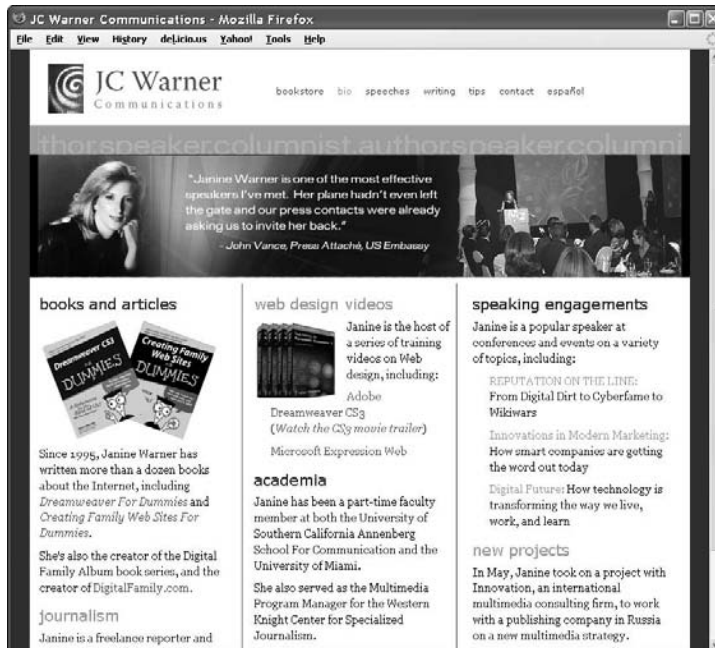 JC Warner Communications - Mozilla Firefox
File Edit View History del.icio.us Yahoo! Tools Help
JC Warner
Communications
bookstore bio speeches writing tips contact español
thor.speaker.columnist.author.speaker.columni
"Janine Warner is one of the most effective
speakers I've met. Her plane hadn't even left
the gate and our press contacts were already
asking us to invite her back."
- John Vance, Press Attaché, US Embassy
books and articles
Dreamweaver CS3
DUMMIES
Creating Family
Web Sites
FOR
DUMMIES
Since 1995, Janine Warner has
written more than a dozen books
about the Internet, including
Dreamweaver For Dummies and
Creating Family Web Sites For
Dummies.
She's also the creator of the Digital
Family Album book series, and the
creator of DigitalFamily.com.
journalism
Janine is a freelance reporter and
web design videos
Janine is the host of
a series of training
videos on Web
design, including:
Adobe
Dreamweaver CS3
(Watch the CS3 movie trailer)
Microsoft Expression Web
academia
Janine has been a part-time faculty
member at both the University of
Southern California Annenberg
School For Communication and the
University of Miami.
She also served as the Multimedia
Program Manager for the Western
Knight Center for Specialized
Journalism.
speaking engagements
Janine is a popular speaker at
conferences and events on a variety
of topics, including:
REPUTATION ON THE LINE:
From Digital Dirt to Cyberfame to
Wikiwars
Innovations in Modern Marketing:
How smart companies are getting
the word out today
Digital Future: How technology is
transforming the way we live,
work, and learn
new projects
In May, Janine took on a project with
Innovation, an international
multimedia consulting firm, to work
with a publishing company in Russia
on a new multimedia strategy.